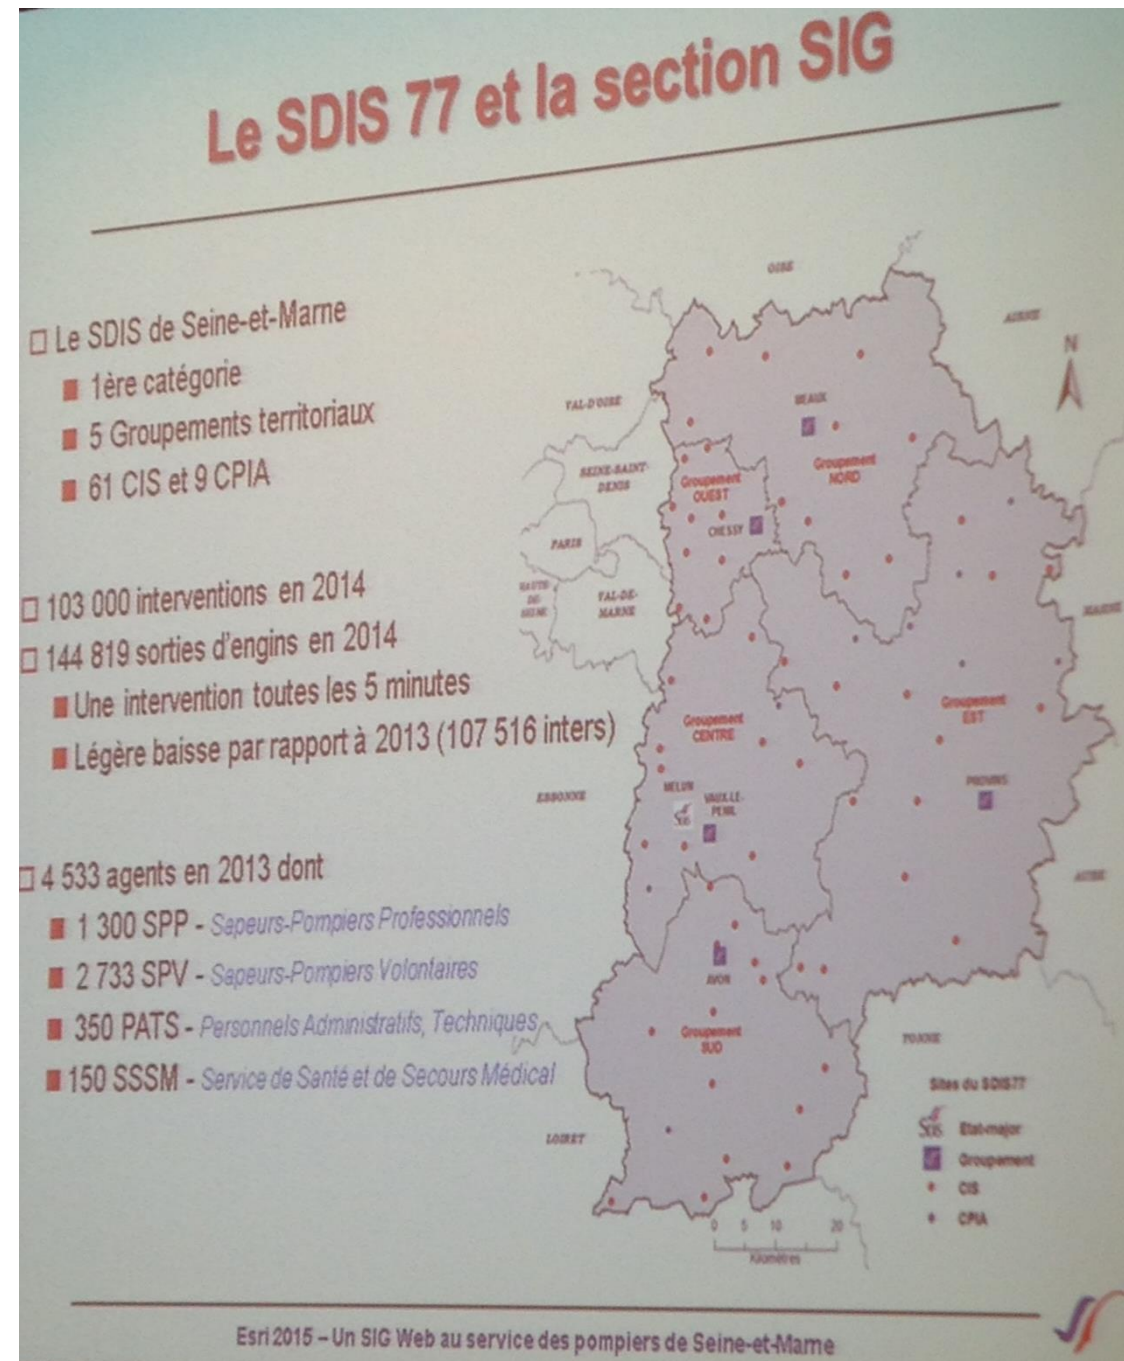 Le SDIS 77 et la section SIG
Le SDIS de Seine-et-Marne
1ère catégorie
5 Groupements territoriaux
61 CIS et 9 CPIA
103 000 interventions en 2014
144 819 sorties d'engins en 2014
Une intervention toutes les 5 minutes
Légère baisse par rapport à 2013 (107 516 inters)
4 533 agents en 2013 dont
1 300 SPP - Sapeurs-Pompiers Professionnels
2 733 SPV - Sapeurs-Pompiers Volontaires
350 PATS - Personnels Administratifs, Techniques
150 SSSM - Service de Santé et de Secours Médical
OISE
AISNE
N
VAL-D'OISE
MEAUX
SEINE-SAINT-
DENIS
Groupement
OUEST
Groupement
NORD
CHESSY
PARIS
HAUTS-
DE-
SEINE
VAL-DE-
MARNE
MARNE
Groupement
CENTRE
Groupement
EST
ESSONNE
MELUN
Sdis
VAUX-LE-
PENIL
PROVINS
AUBE
AVON
Groupement
SUD
YONNE
LOIRET
Sites du SDIS77
Sdis Etat-major
Groupement
CIS
CPIA
0 5 10 20
Kilomètres
Esri 2015 – Un SIG Web au service des pompiers de Seine-et-Marne